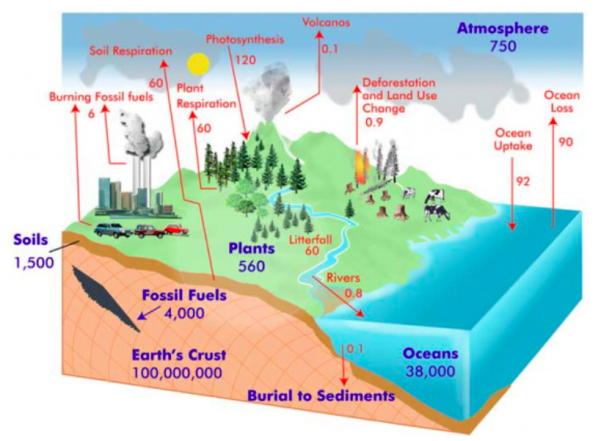 Volcanos
0.1
Atmosphere
750
Soil Respiration
60
Photosynthesis
120
Burning Fossil fuels
6
Plant
Respiration
60
Deforestation
and Land Use
Change
0.9
Ocean
Loss
90
Ocean
Uptake
92
Soils
1,500
Plants
560
Litterfall
60
Rivers
0.8
Fossil Fuels
4,000
Earth's Crust
100,000,000
0.1
Oceans
38,000
Burial to Sediments